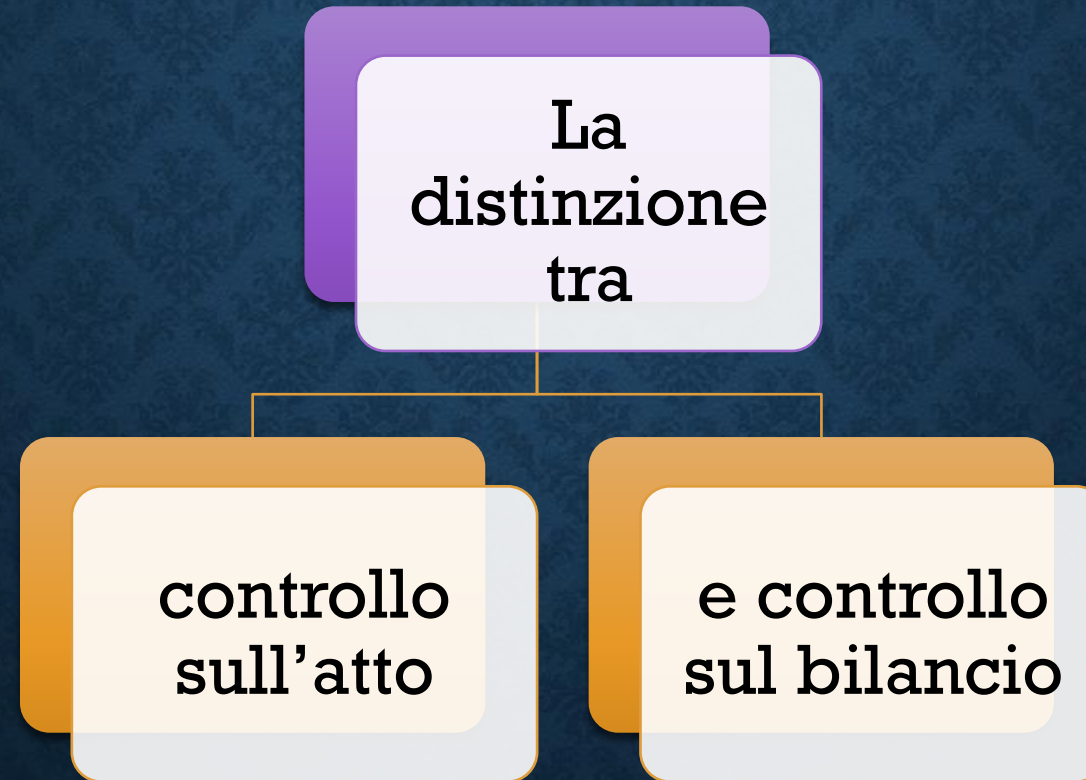 La
distinzione
tra
controllo
sull’atto
e controllo
sul bilancio